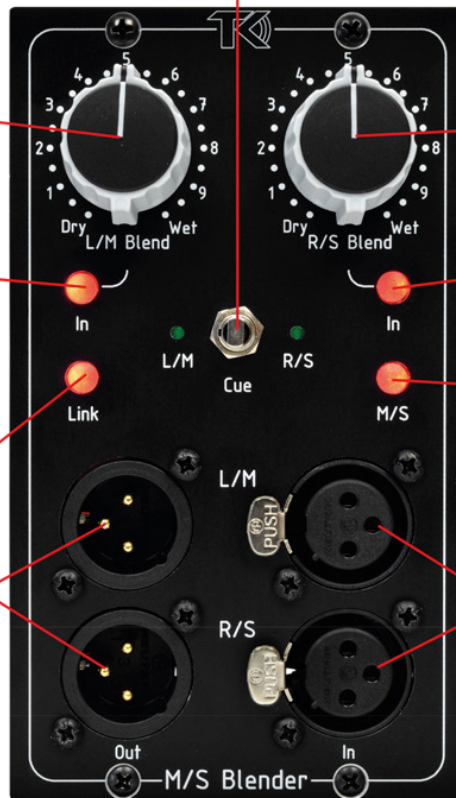 TK
4 5 6 4 5 6
3 7 3 7
2 8 2 8
1 9 1 9
Dry Wet Dry Wet
L/M Blend R/S Blend
In In
L/M R/S
Cue
Link M/S
L/M
PUSH
R/S
PUSH
Out In
M/S Blender